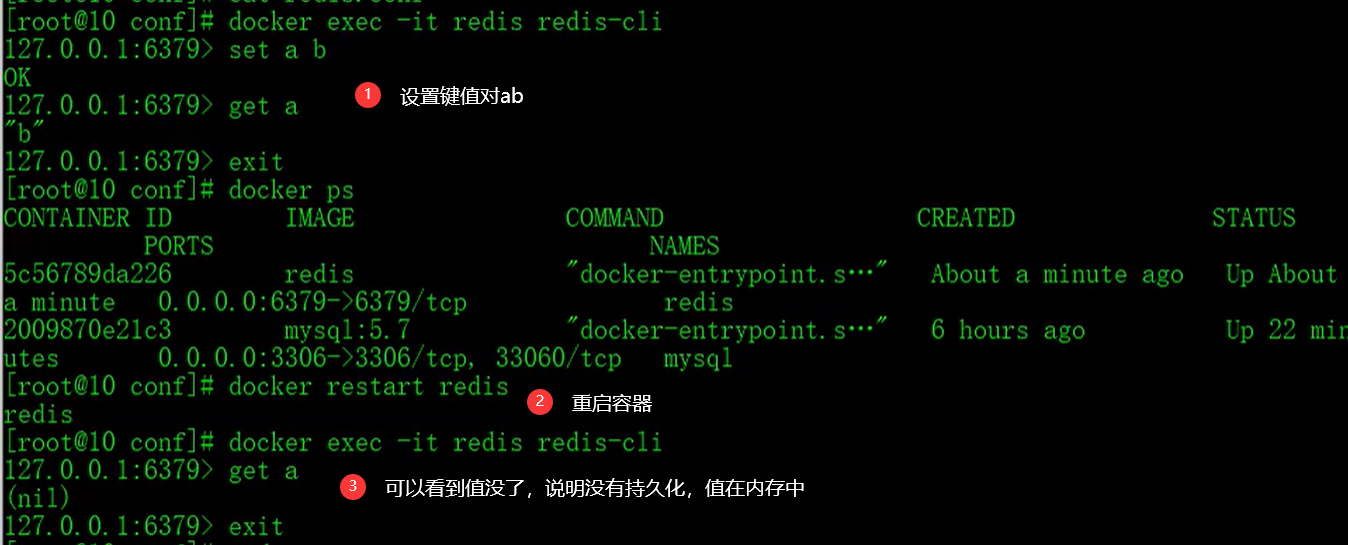 [root@10 conf]# docker exec -it redis redis-cli
127.0.0.1:6379> set a b
OK
1 设置键值对ab
127.0.0.1:6379> get a
"b"
127.0.0.1:6379> exit
[root@10 conf]# docker ps
CONTAINER ID IMAGE COMMAND CREATED STATUS
PORTS NAMES
5c56789da226 redis "docker-entrypoint.s…" About a minute ago Up About
a minute 0.0.0.0:6379->6379/tcp redis
2009870e21c3 mysql:5.7 "docker-entrypoint.s…" 6 hours ago Up 22 min
utes 0.0.0.0:3306->3306/tcp, 33060/tcp mysql
[root@10 conf]# docker restart redis
2 重启容器
redis
[root@10 conf]# docker exec -it redis redis-cli
127.0.0.1:6379> get a
3 可以看到值没了，说明没有持久化，值在内存中
(nil)
127.0.0.1:6379> exit